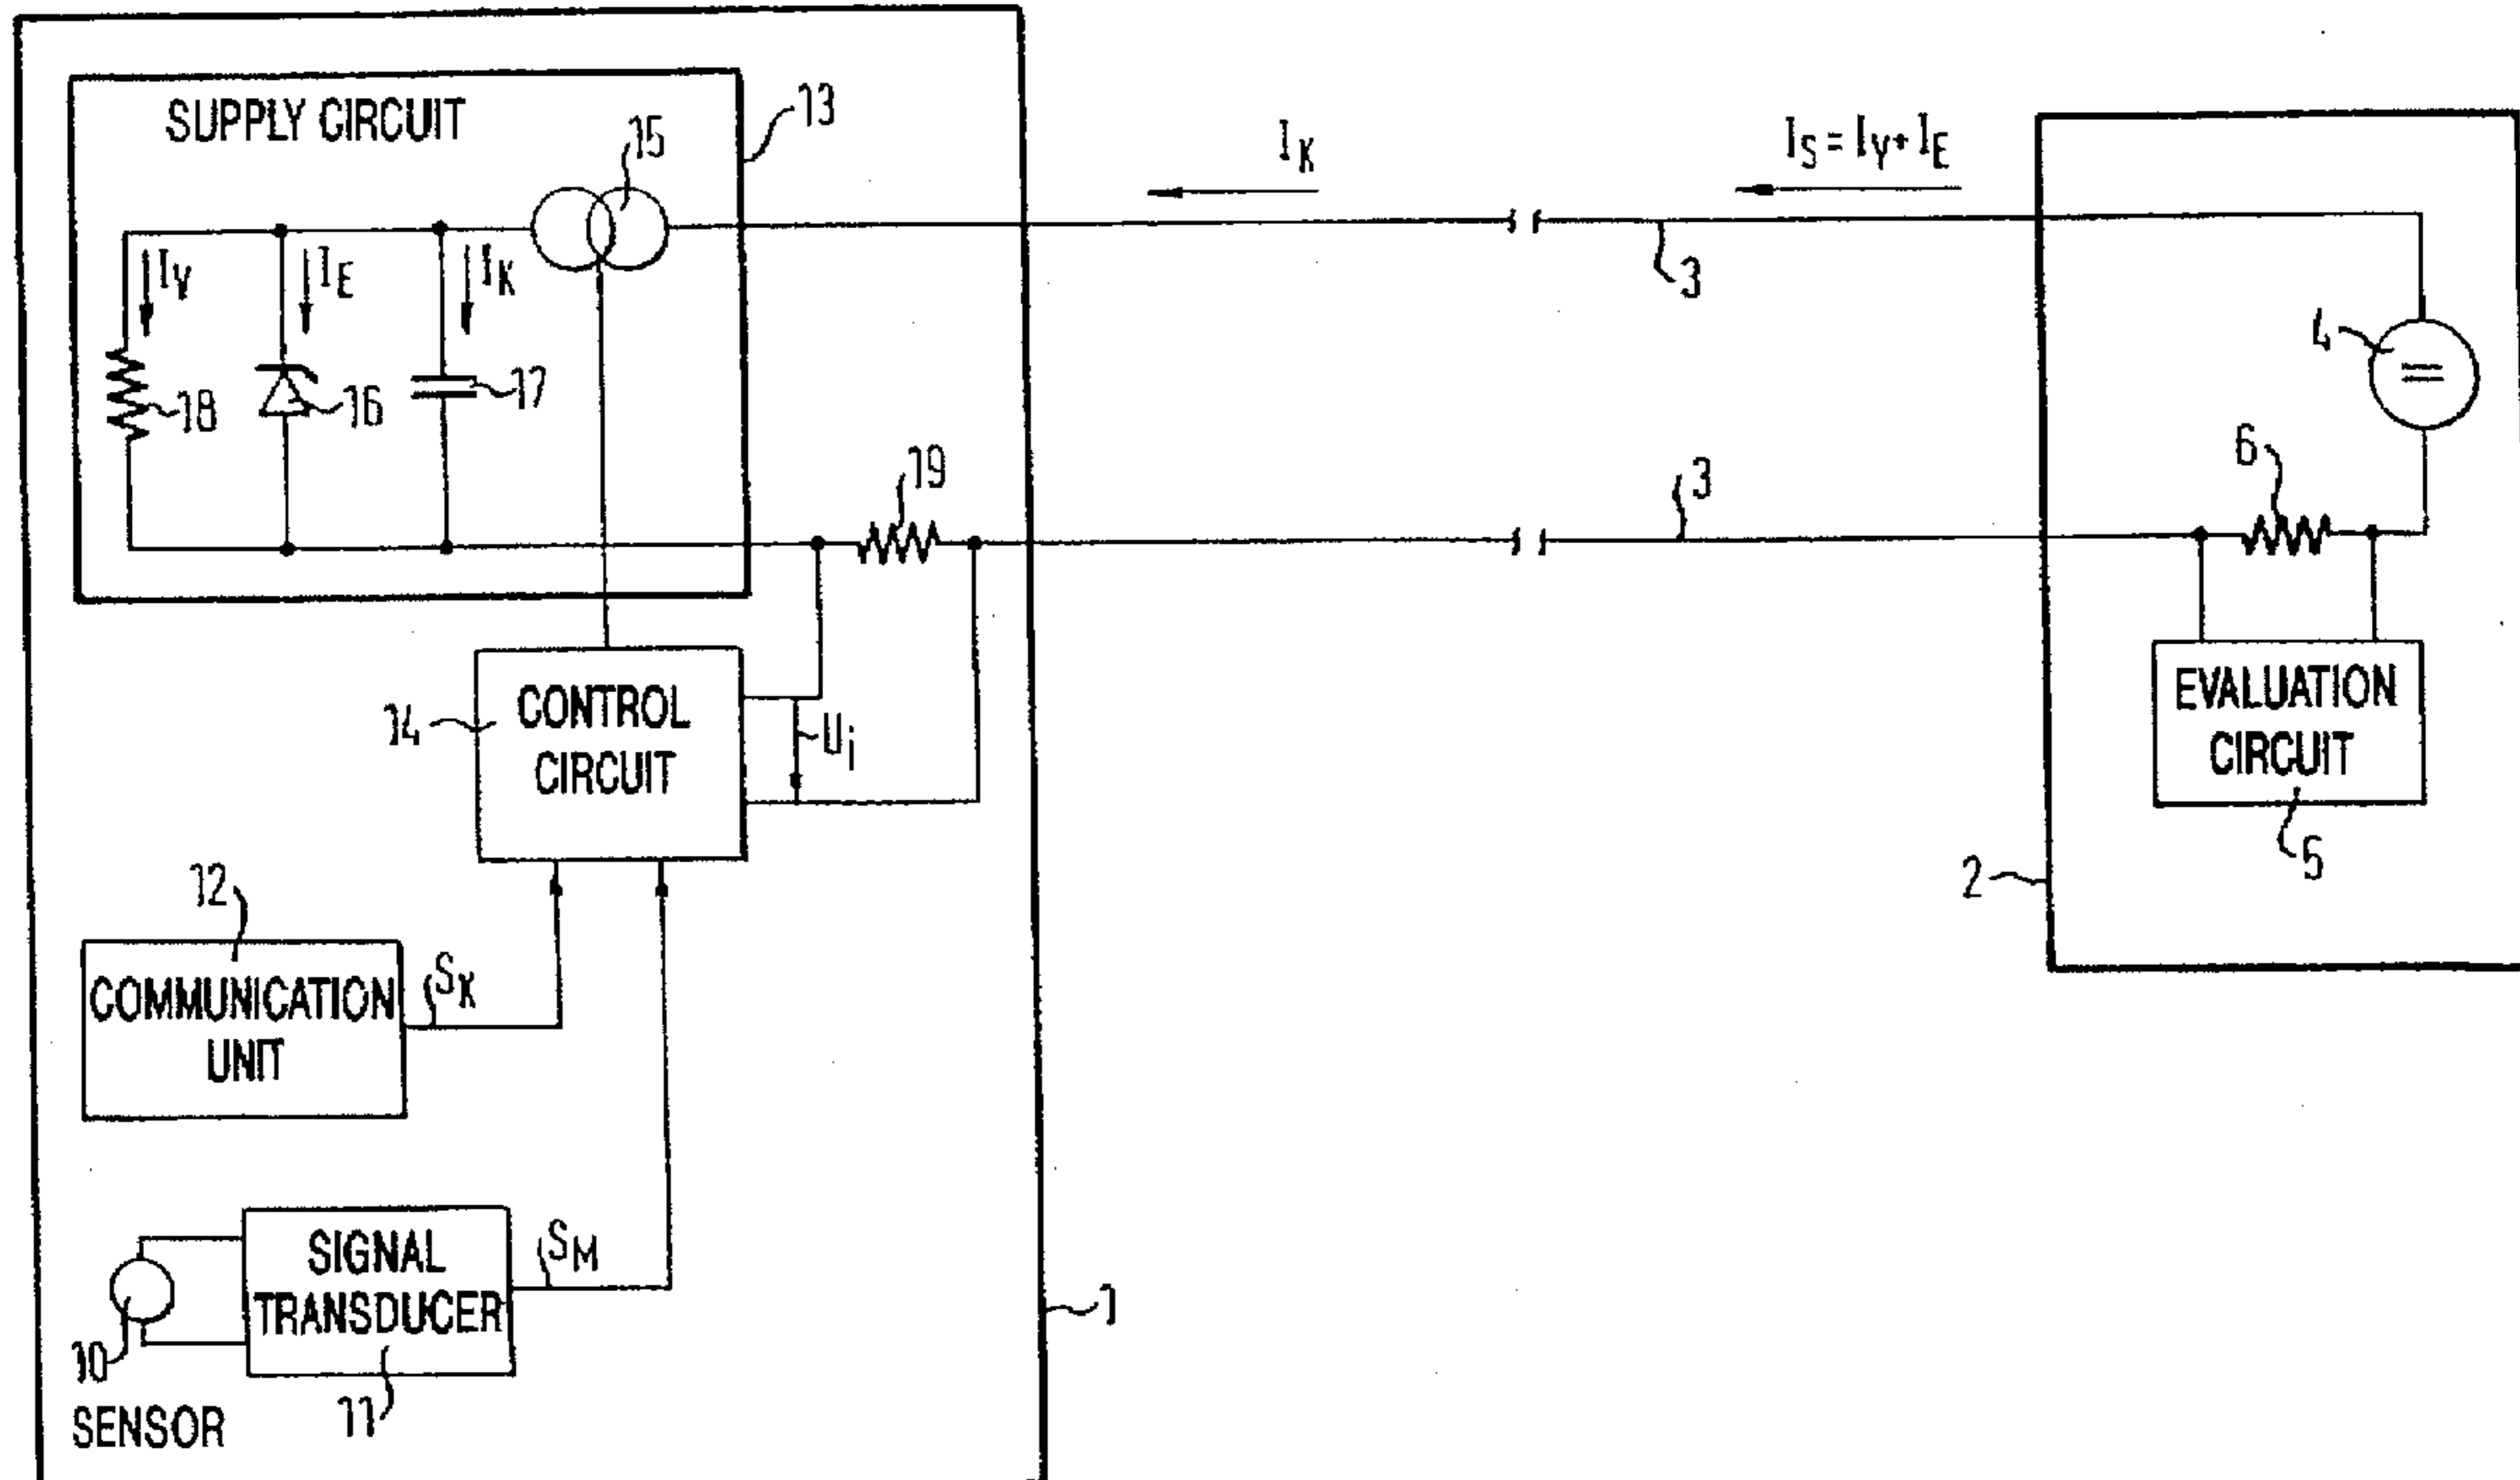 SUPPLY CIRCUIT
13
15
I_K
I_S = I_V + I_E
I_V
I_E
I_K
3
4
18
16
17
19
3
6
14
CONTROL
CIRCUIT
U_i
EVALUATION
CIRCUIT
5
2
12
COMMUNICATION
UNIT
S_K
SIGNAL
TRANSDUCER
S_M
1
10
SENSOR
11